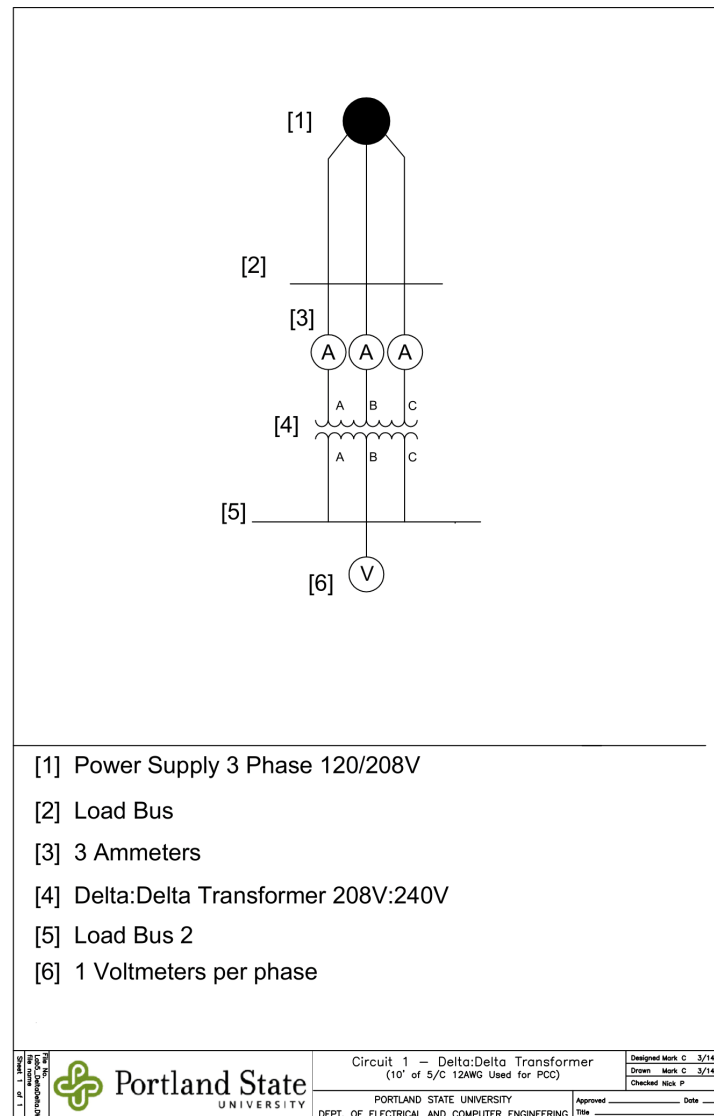 [1]
[2]
[3]
A A A
A B C
[4]
A B C
[5]
[6] V
[1] Power Supply 3 Phase 120/208V
[2] Load Bus
[3] 3 Ammeters
[4] Delta:Delta Transformer 208V:240V
[5] Load Bus 2
[6] 1 Voltmeters per phase
File No.
Lab5_DeltaDelta.D
file name
Sheet 1 of 1
Portland State
UNIVERSITY
Circuit 1 – Delta:Delta Transformer
(10' of 5/C 12AWG Used for PCC)
PORTLAND STATE UNIVERSITY
DEPT. OF ELECTRICAL AND COMPUTER ENGINEERING
Designed Mark C 3/14
Drawn Mark C 3/14
Checked Nick P
Approved Date
Title